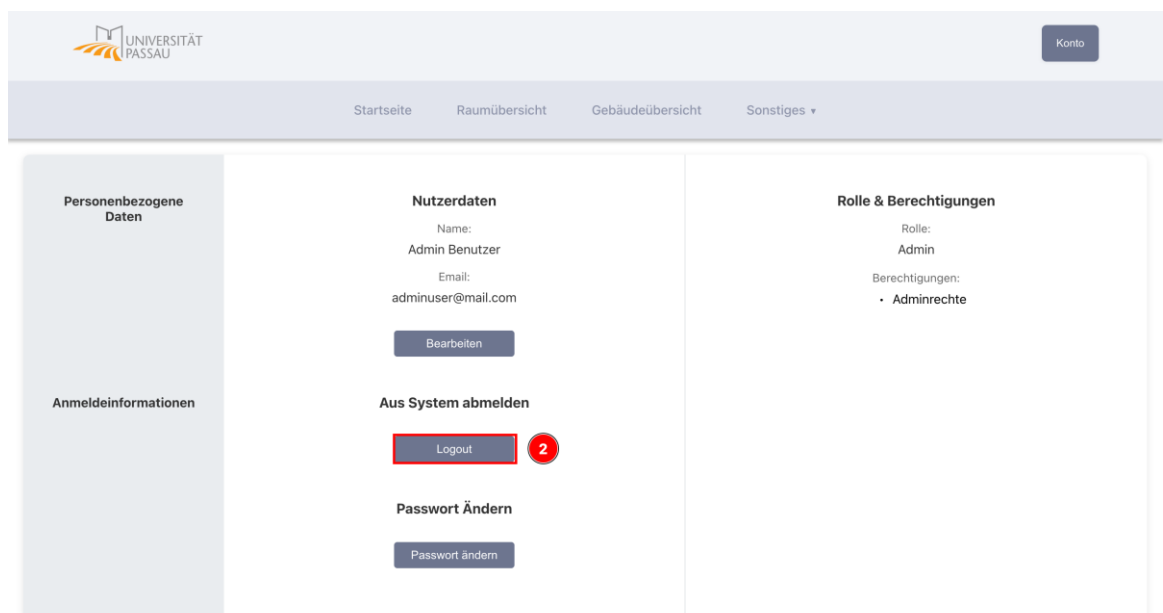 UNIVERSITÄT
PASSAU
Konto
Startseite Raumübersicht Gebäudeübersicht Sonstiges ▾
Personenbezogene
Daten
Nutzerdaten
Name:
Admin Benutzer
Email:
adminuser@mail.com
Bearbeiten
Rolle & Berechtigungen
Rolle:
Admin
Berechtigungen:
• Adminrechte
Anmeldeinformationen
Aus System abmelden
Logout 2
Passwort Ändern
Passwort ändern